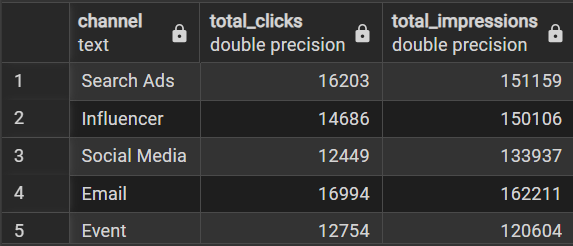 channel total_clicks total_impressions
text double precision double precision
1 Search Ads 16203 151159
2 Influencer 14686 150106
3 Social Media 12449 133937
4 Email 16994 162211
5 Event 12754 120604